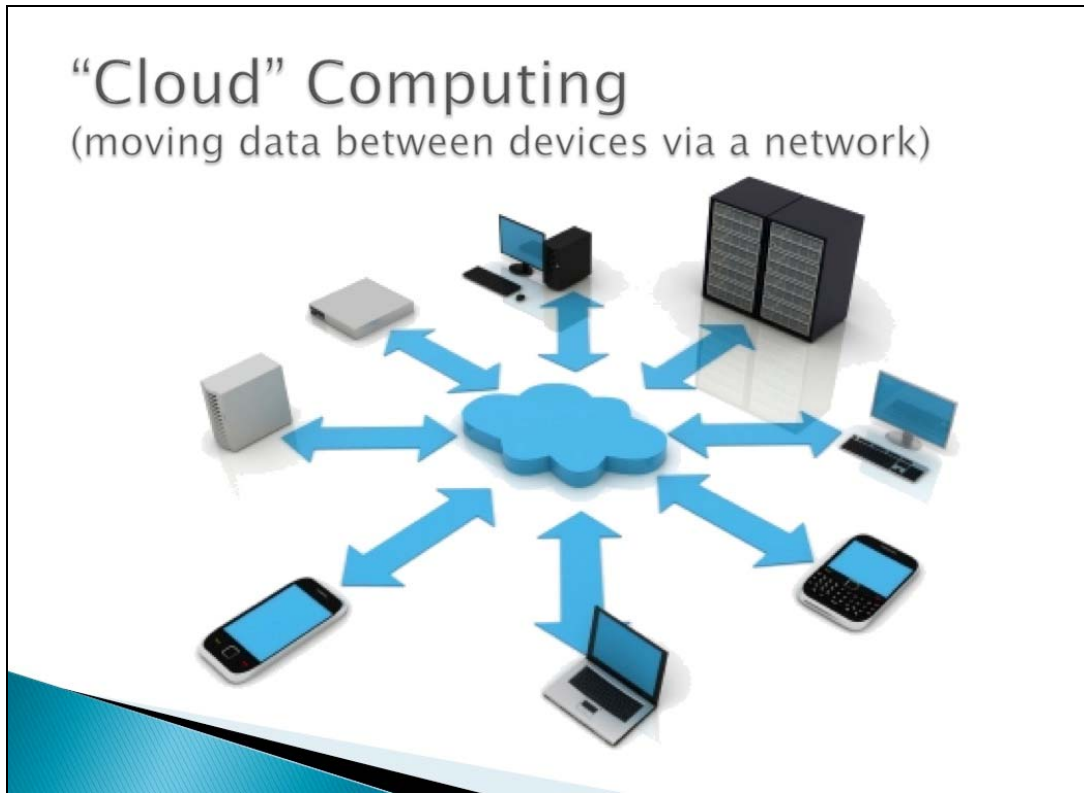 “Cloud” Computing
(moving data between devices via a network)